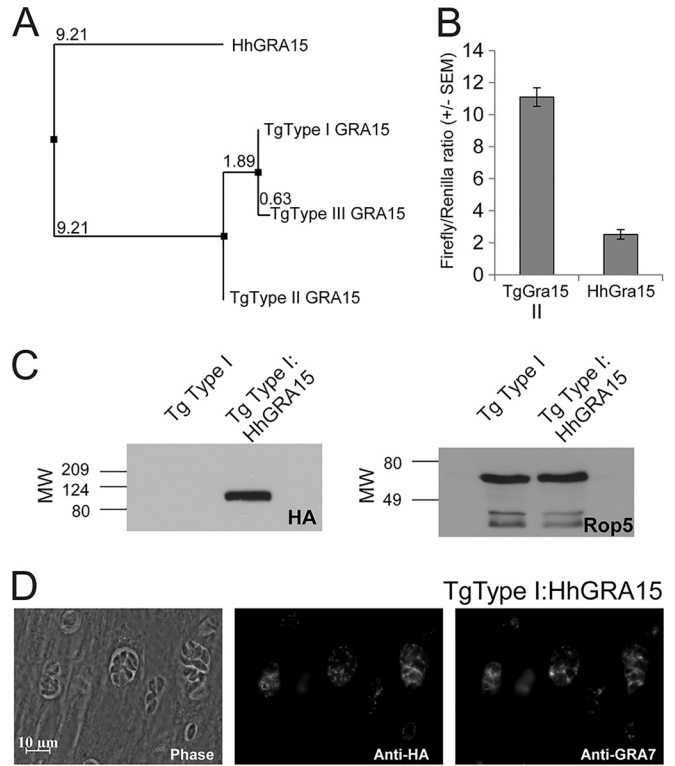 A
9.21
HhGRA15
TgType I GRA15
1.89
0.63
TgType III GRA15
9.21
TgType II GRA15
B
Firefly/Renilla ratio (+/- SEM)
14
12
10
8
6
4
2
0
TgGra15
II
HhGra15
C
Tg Type I
Tg Type I:
HhGRA15
MW
209
124
80
HA
Tg Type I
Tg Type I:
HhGRA15
MW
80
49
Rop5
D
TgType I:HhGRA15
10 µm
Phase
Anti-HA
Anti-GRA7